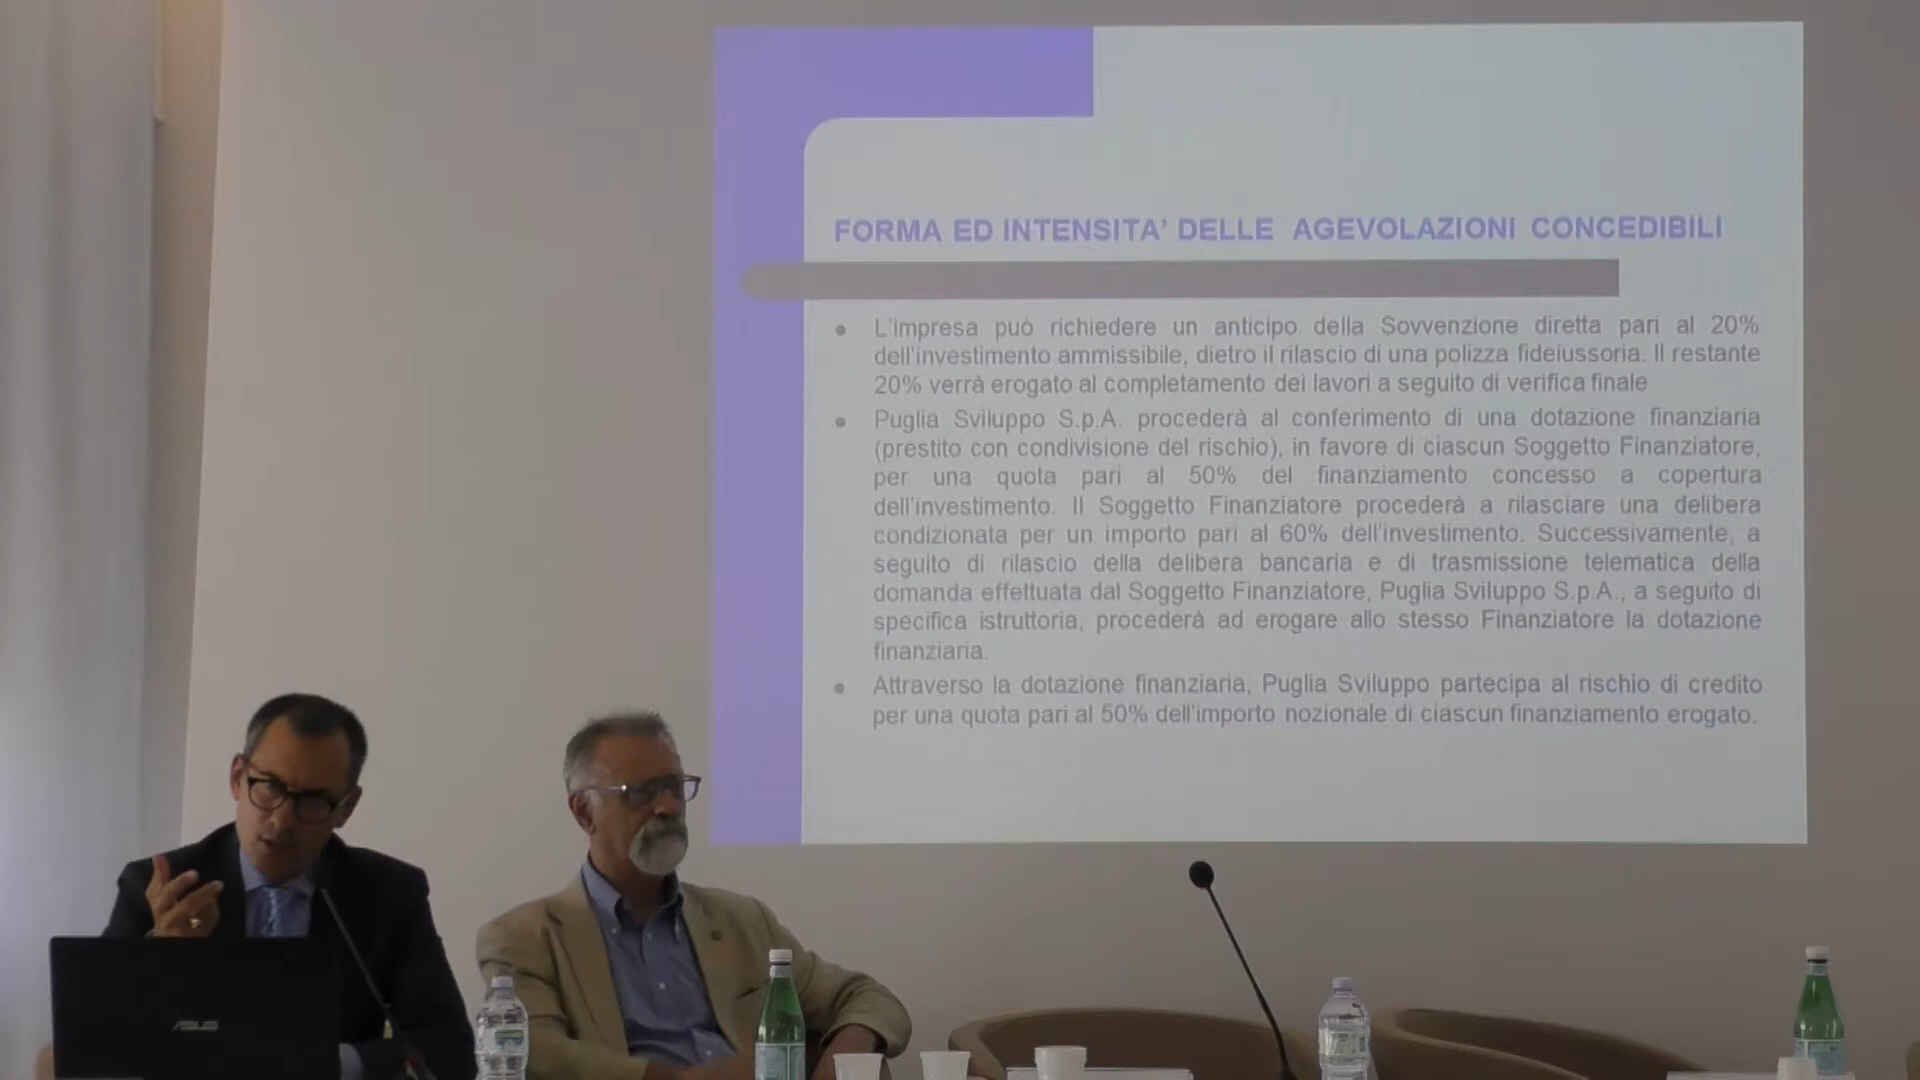 FORMA ED INTENSITA' DELLE AGEVOLAZIONI CONCEDIBILI
● L'impresa può richiedere un anticipo della Sovvenzione diretta pari al 20%
dell'investimento ammissibile, dietro il rilascio di una polizza fideiussoria. Il restante
20% verrà erogato al completamento dei lavori a seguito di verifica finale
● Puglia Sviluppo S.p.A. procederà al conferimento di una dotazione finanziaria
(prestito con condivisione del rischio), in favore di ciascun Soggetto Finanziatore,
per una quota pari al 50% del finanziamento concesso a copertura
dell'investimento. Il Soggetto Finanziatore procederà a rilasciare una delibera
condizionata per un importo pari al 60% dell'investimento. Successivamente, a
seguito di rilascio della delibera bancaria e di trasmissione telematica della
domanda effettuata dal Soggetto Finanziatore, Puglia Sviluppo S.p.A., a seguito di
specifica istruttoria, procederà ad erogare allo stesso Finanziatore la dotazione
finanziaria.
● Attraverso la dotazione finanziaria, Puglia Sviluppo partecipa al rischio di credito
per una quota pari al 50% dell'importo nozionale di ciascun finanziamento erogato.
ASUS